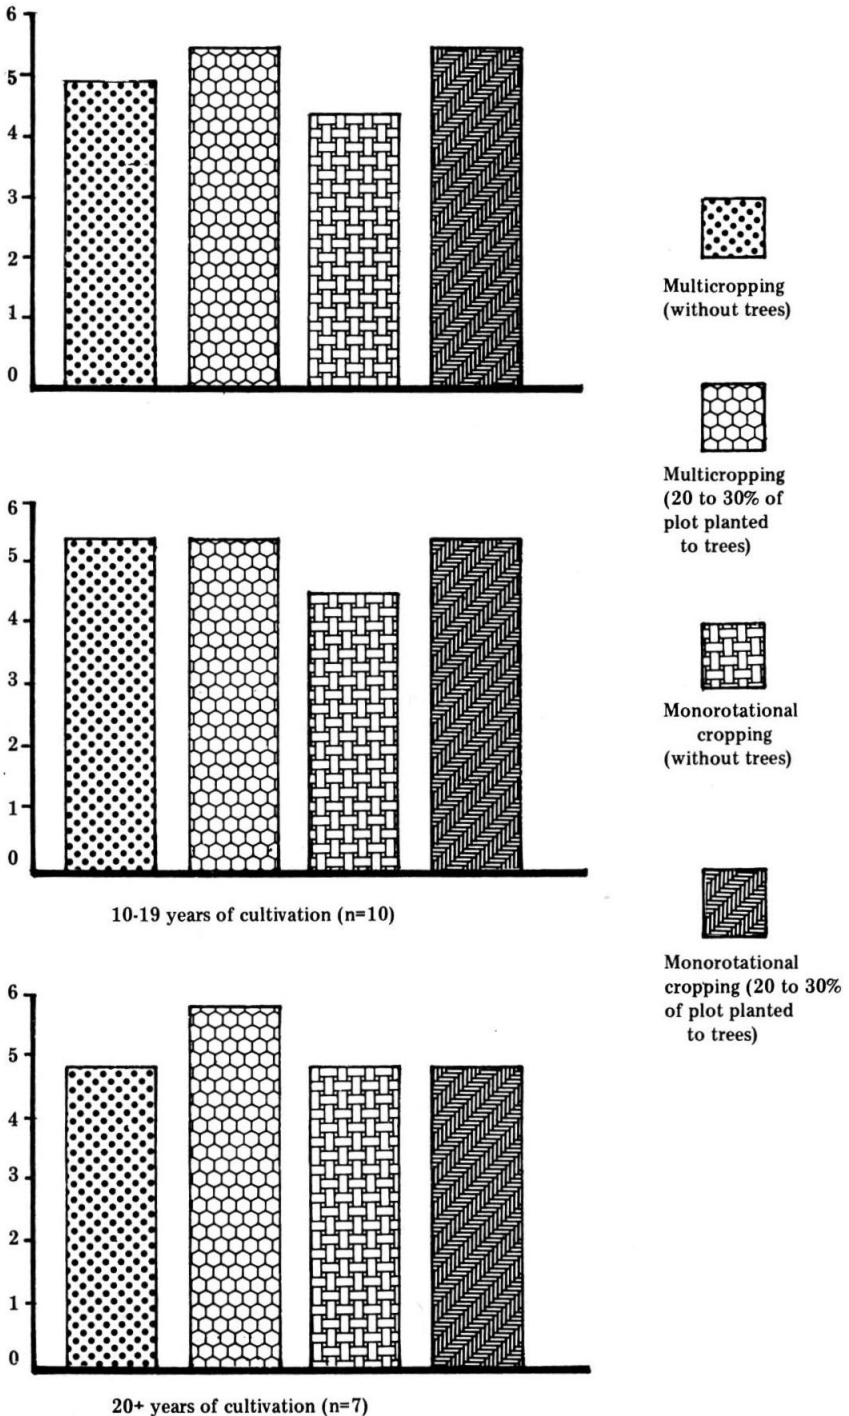 6
5
4
3
2
1
0
Multicropping
(without trees)
Multicropping
(20 to 30% of
plot planted
to trees)
6
5
4
3
2
1
0
10-19 years of cultivation (n=10)
Monorotational
cropping
(without trees)
Monorotational
cropping (20 to 30%
of plot planted
to trees)
6
5
4
3
2
1
0
20+ years of cultivation (n=7)